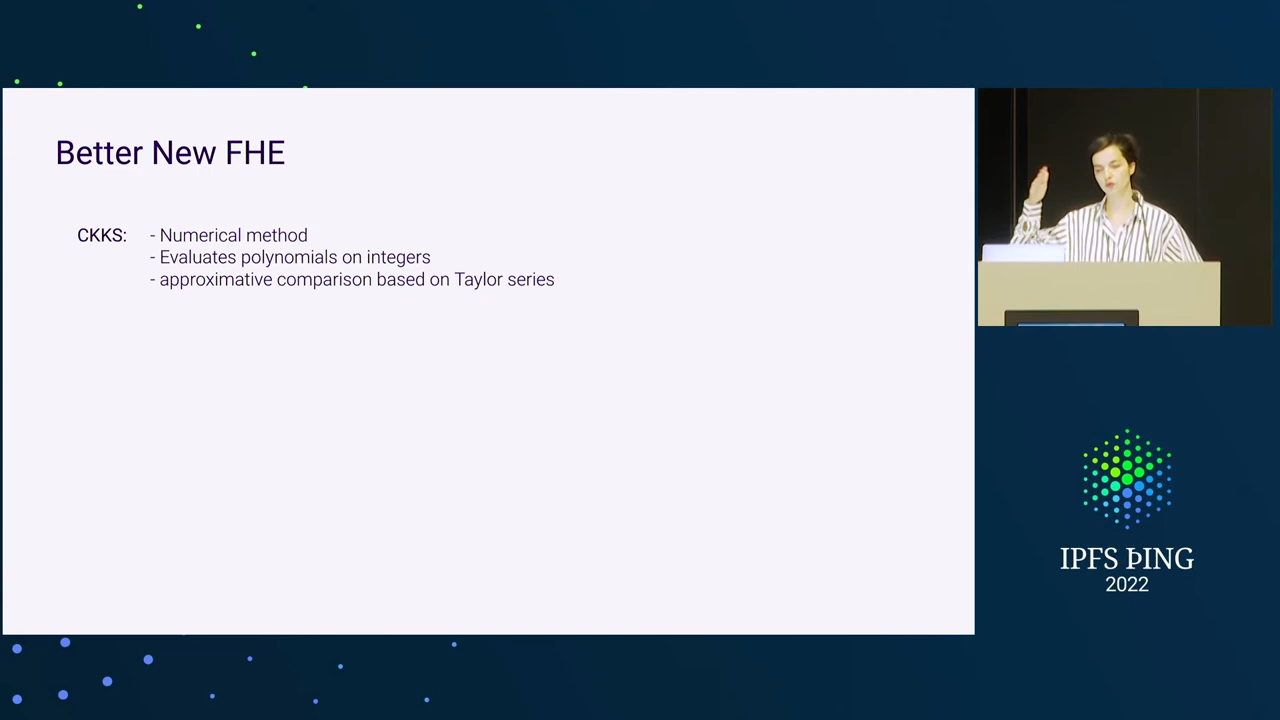 Better New FHE
CKKS: - Numerical method
- Evaluates polynomials on integers
- approximative comparison based on Taylor series
IPFS ÞING
2022